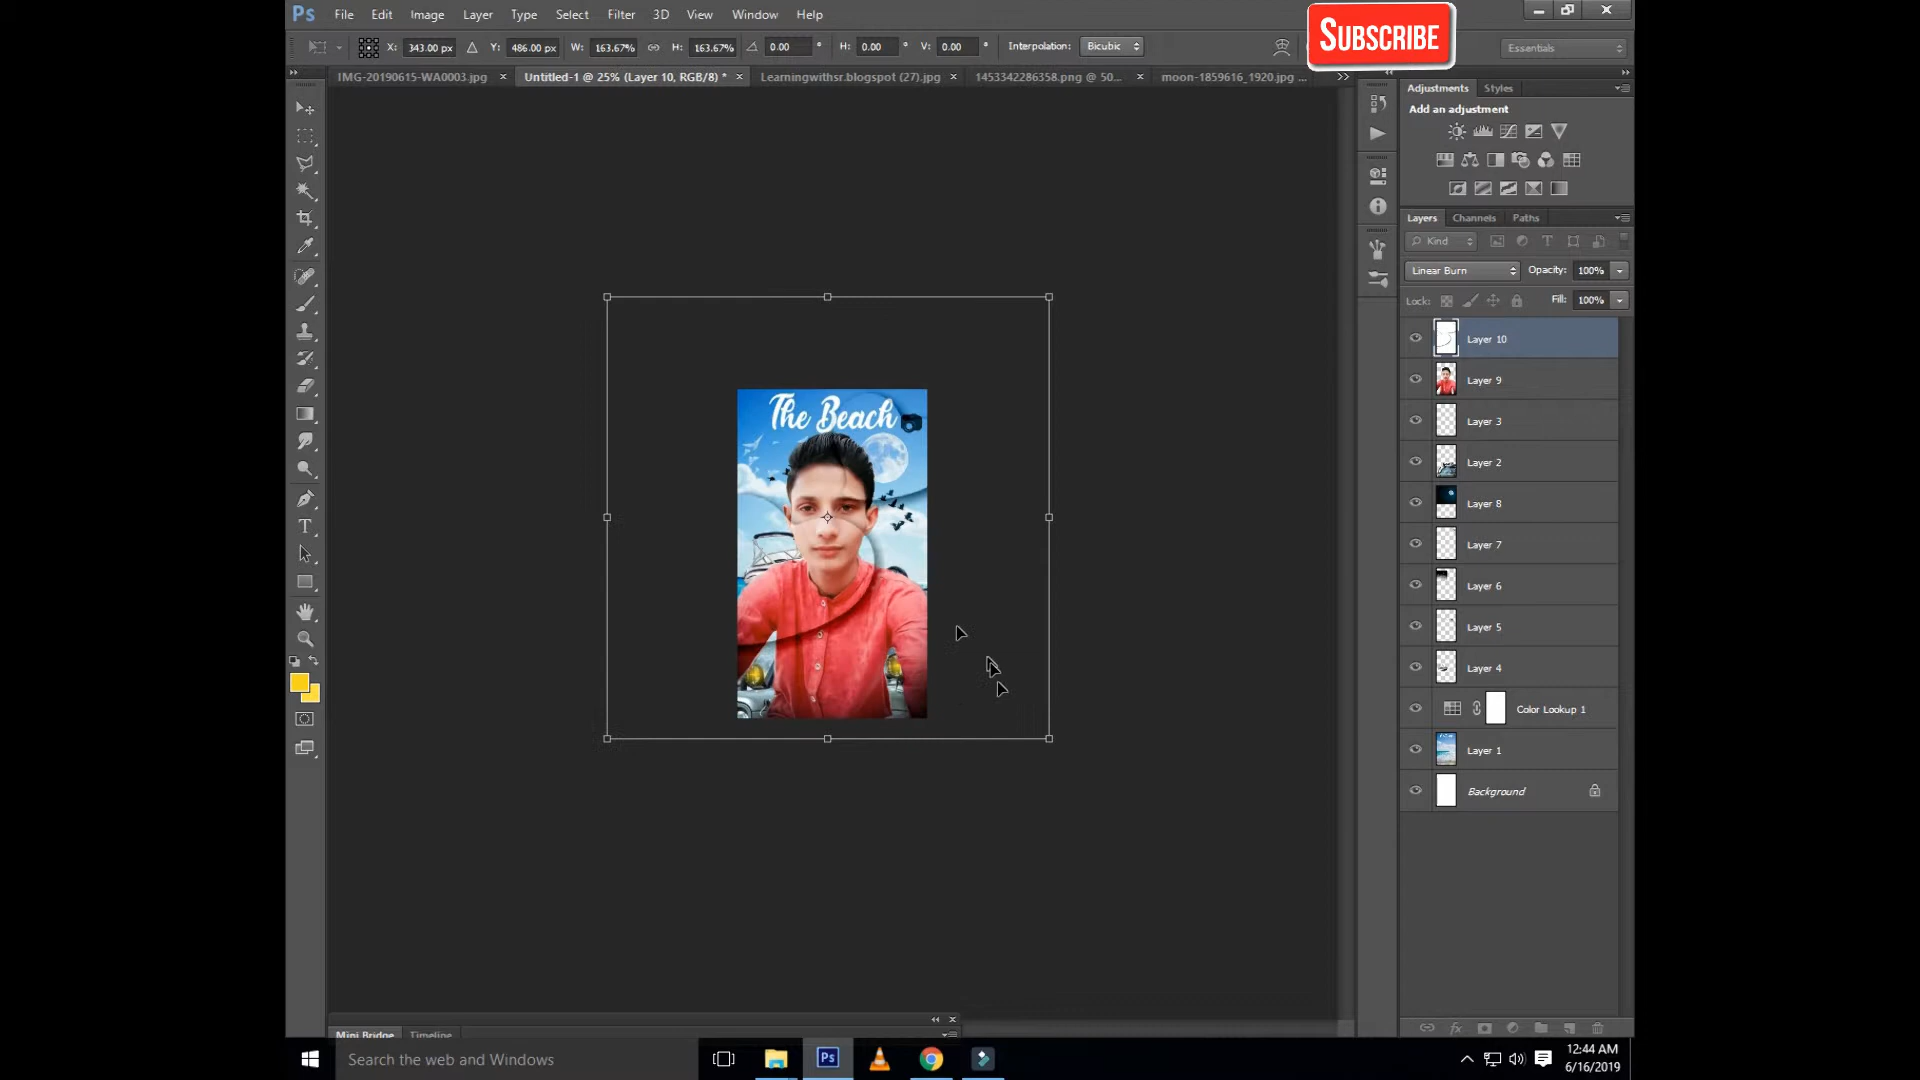 Ps File Edit Image Layer Type Select Filter 3D View Window Help
SUBSCRIBE
X: 343.00 px Y: 486.00 px W: 163.67% H: 163.67% 0.00 ° H: 0.00 ° V: 0.00 ° Interpolation: Bicubic Essentials
IMG-20190615-WA0003.jpg × Untitled-1 @ 25% (Layer 10, RGB/8) * × Learningwithsr.blogspot (27).jpg × 1453342286358.png @ 50... × moon-1859616_1920.jpg ...
Adjustments Styles
Add an adjustment
Layers Channels Paths
Kind
Linear Burn Opacity: 100%
Lock: Fill: 100%
Layer 10
Layer 9
Layer 3
Layer 2
Layer 8
Layer 7
Layer 6
Layer 5
Layer 4
Color Lookup 1
Layer 1
Background
The Beach
Mini Bridge Timeline
Search the web and Windows
Ps
12:44 AM
6/16/2019